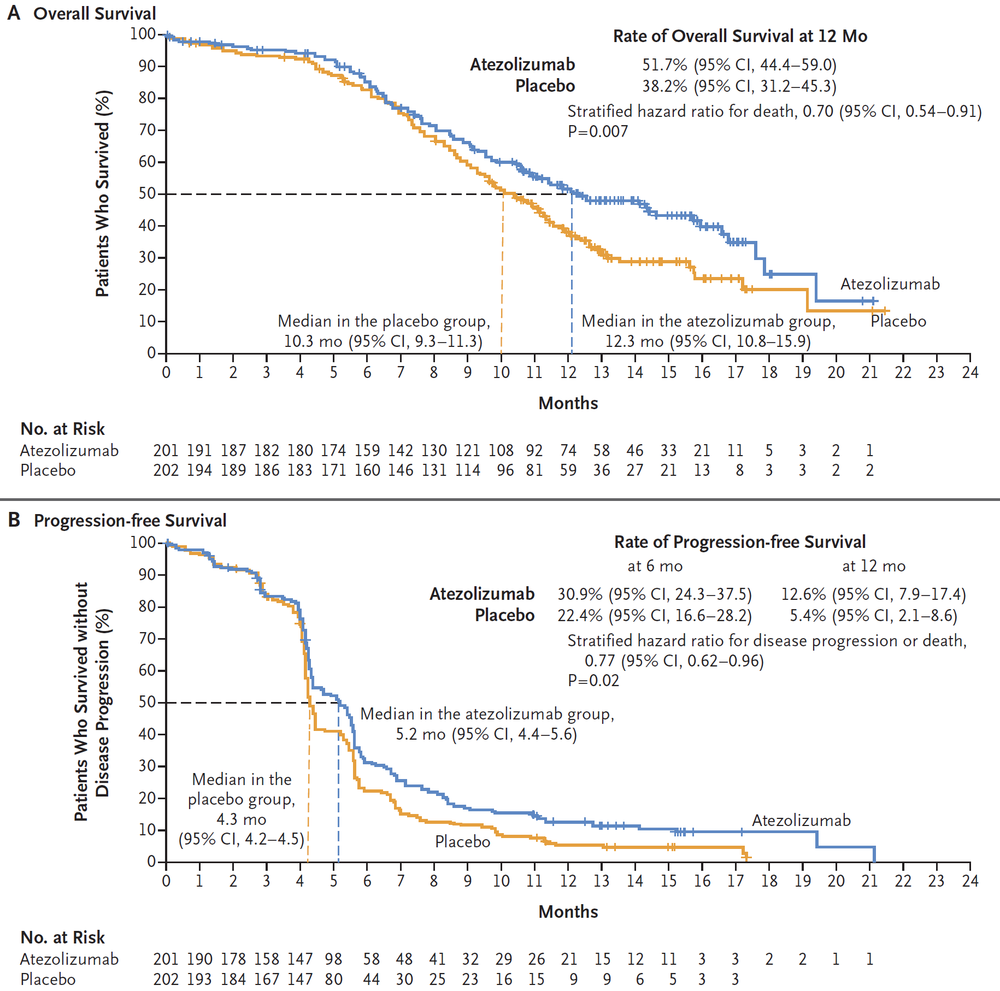 A Overall Survival
100
90
80
70
60
50
40
30
20
10
0
Patients Who Survived (%)
Rate of Overall Survival at 12 Mo
Atezolizumab 51.7% (95% CI, 44.4–59.0)
Placebo 38.2% (95% CI, 31.2–45.3)
Stratified hazard ratio for death, 0.70 (95% CI, 0.54–0.91)
P=0.007
Atezolizumab
Placebo
Median in the placebo group,
10.3 mo (95% CI, 9.3–11.3)
Median in the atezolizumab group,
12.3 mo (95% CI, 10.8–15.9)
0 1 2 3 4 5 6 7 8 9 10 11 12 13 14 15 16 17 18 19 20 21 22 23 24
Months
No. at Risk
Atezolizumab 201 191 187 182 180 174 159 142 130 121 108 92 74 58 46 33 21 11 5 3 2 1
Placebo 202 194 189 186 183 171 160 146 131 114 96 81 59 36 27 21 13 8 3 3 2 2
B Progression-free Survival
100
90
80
70
60
50
40
30
20
10
0
Patients Who Survived without
Disease Progression (%)
Rate of Progression-free Survival
at 6 mo at 12 mo
Atezolizumab 30.9% (95% CI, 24.3–37.5) 12.6% (95% CI, 7.9–17.4)
Placebo 22.4% (95% CI, 16.6–28.2) 5.4% (95% CI, 2.1–8.6)
Stratified hazard ratio for disease progression or death,
0.77 (95% CI, 0.62–0.96)
P=0.02
Median in the atezolizumab group,
5.2 mo (95% CI, 4.4–5.6)
Median in the
placebo group,
4.3 mo
(95% CI, 4.2–4.5)
Atezolizumab
Placebo
0 1 2 3 4 5 6 7 8 9 10 11 12 13 14 15 16 17 18 19 20 21 22 23 24
Months
No. at Risk
Atezolizumab 201 190 178 158 147 98 58 48 41 32 29 26 21 15 12 11 3 3 2 2 1 1
Placebo 202 193 184 167 147 80 44 30 25 23 16 15 9 9 6 5 3 3